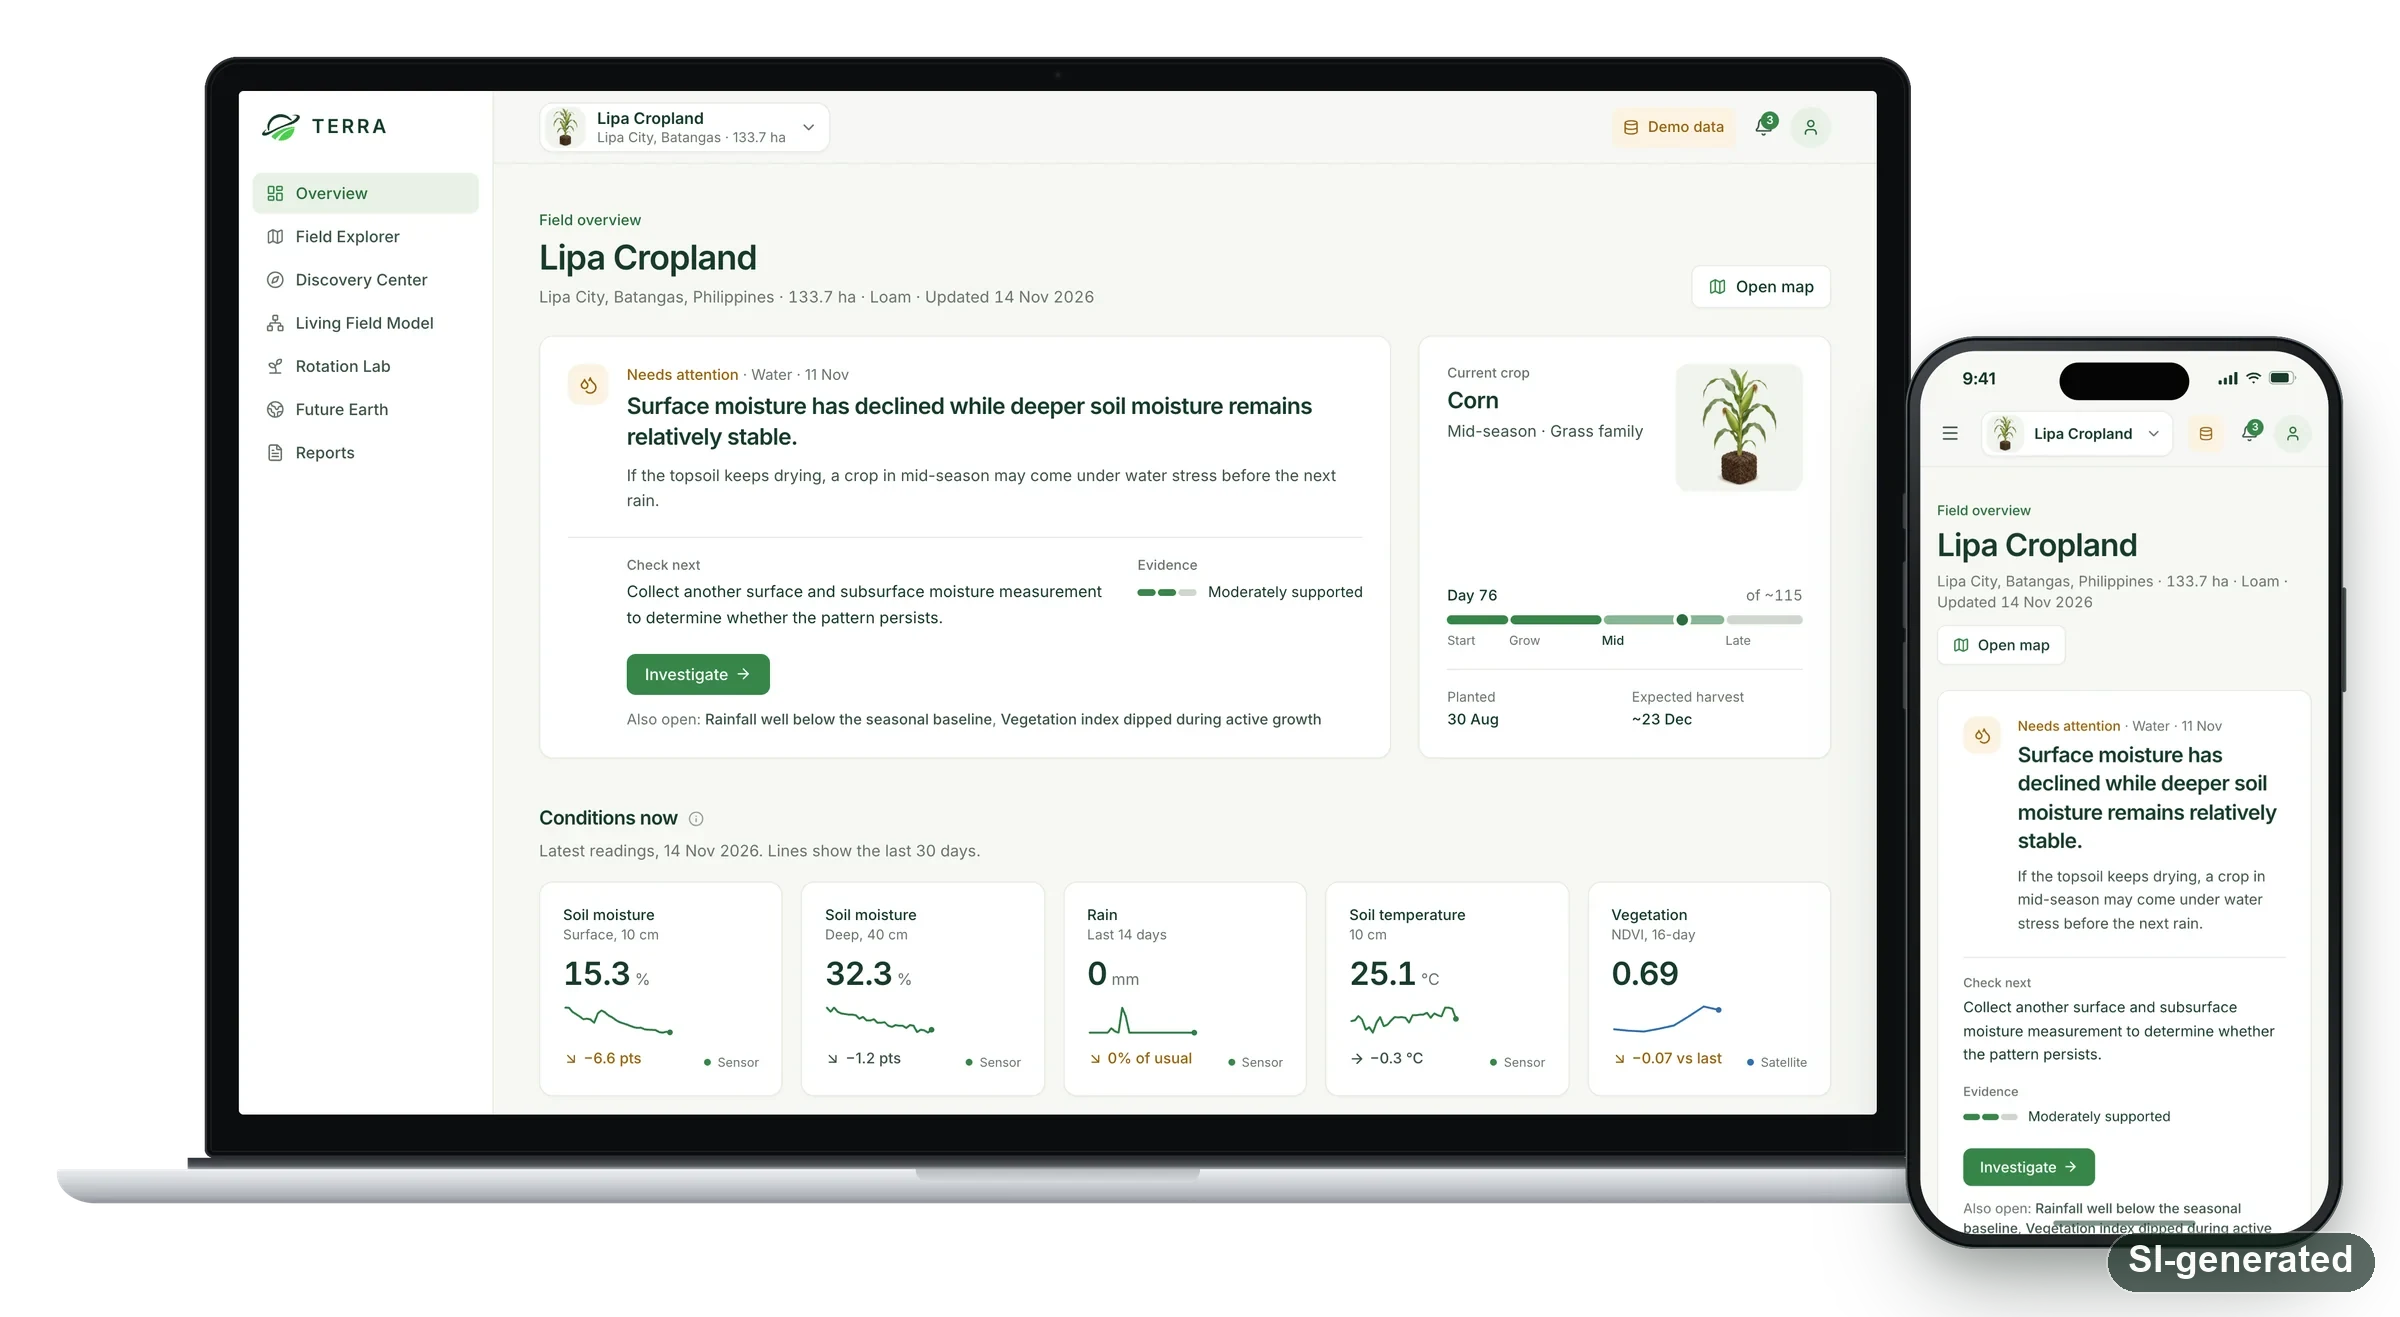 TERRA
Overview
Field Explorer
Discovery Center
Living Field Model
Rotation Lab
Future Earth
Reports
Lipa Cropland
Lipa City, Batangas · 133.7 ha
Demo data
3
Field overview
Lipa Cropland
Lipa City, Batangas, Philippines · 133.7 ha · Loam · Updated 14 Nov 2026
Open map
Needs attention · Water · 11 Nov
Surface moisture has declined while deeper soil moisture remains
relatively stable.
If the topsoil keeps drying, a crop in mid-season may come under water stress before the next
rain.
Check next
Collect another surface and subsurface moisture measurement
to determine whether the pattern persists.
Evidence
Moderately supported
Investigate →
Also open: Rainfall well below the seasonal baseline, Vegetation index dipped during active growth
Current crop
Corn
Mid-season · Grass family
Day 76
of ~115
Start
Grow
Mid
Late
Planted
30 Aug
Expected harvest
~23 Dec
Conditions now
Latest readings, 14 Nov 2026. Lines show the last 30 days.
Soil moisture
Surface, 10 cm
15.3 %
↘ −6.6 pts
Sensor
Soil moisture
Deep, 40 cm
32.3 %
↘ −1.2 pts
Sensor
Rain
Last 14 days
0 mm
↘ 0% of usual
Sensor
Soil temperature
10 cm
25.1 °C
→ −0.3 °C
Sensor
Vegetation
NDVI, 16-day
0.69
↘ −0.07 vs last
Satellite
9:41
Lipa Cropland
3
Field overview
Lipa Cropland
Lipa City, Batangas, Philippines · 133.7 ha · Loam ·
Updated 14 Nov 2026
Open map
Needs attention · Water · 11 Nov
Surface moisture has
declined while deeper soil
moisture remains relatively
stable.
If the topsoil keeps drying, a crop in
mid-season may come under water
stress before the next rain.
Check next
Collect another surface and subsurface
moisture measurement to determine whether
the pattern persists.
Evidence
Moderately supported
Investigate →
Also open: Rainfall well below the seasonal
baseline, Vegetation index dipped during active
SI-generated